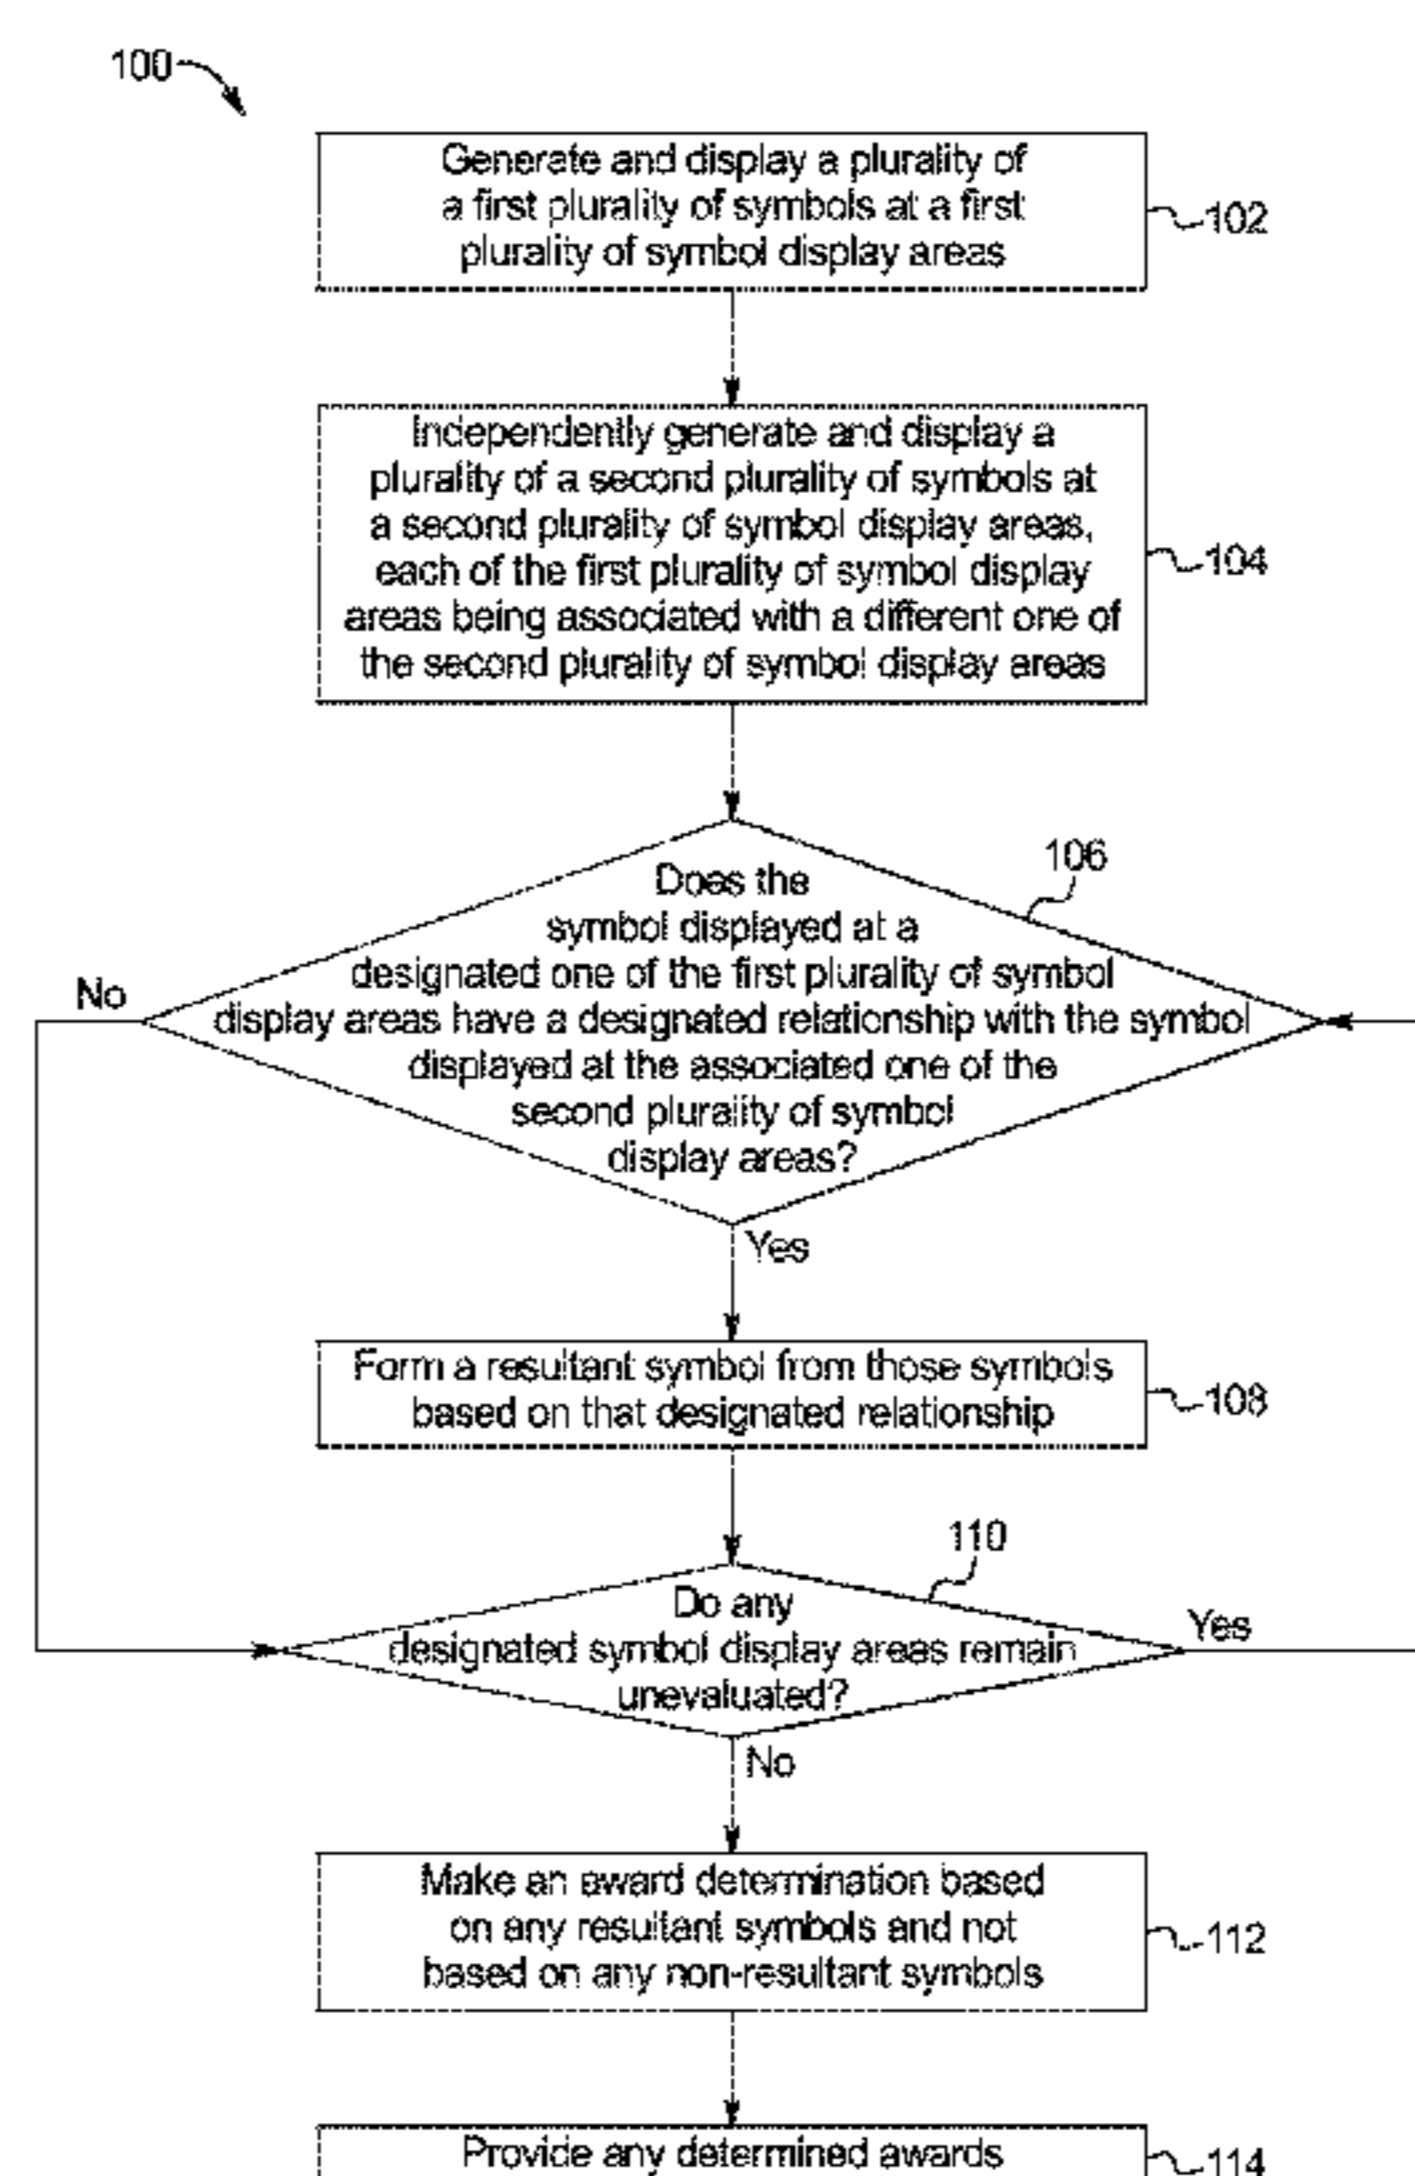 100
Generate and display a plurality of
a first plurality of symbols at a first
plurality of symbol display areas
102
Independently generate and display a
plurality of a second plurality of symbols at
a second plurality of symbol display areas,
each of the first plurality of symbol display
areas being associated with a different one of
the second plurality of symbol display areas
104
106
Does the
symbol displayed at a
designated one of the first plurality of symbol
display areas have a designated relationship with the symbol
displayed at the associated one of the
second plurality of symbol
display areas?
No
Yes
Form a resultant symbol from those symbols
based on that designated relationship
108
110
Do any
designated symbol display areas remain
unevaluated?
Yes
No
Make an award determination based
on any resultant symbols and not
based on any non-resultant symbols
112
Provide any determined awards
114